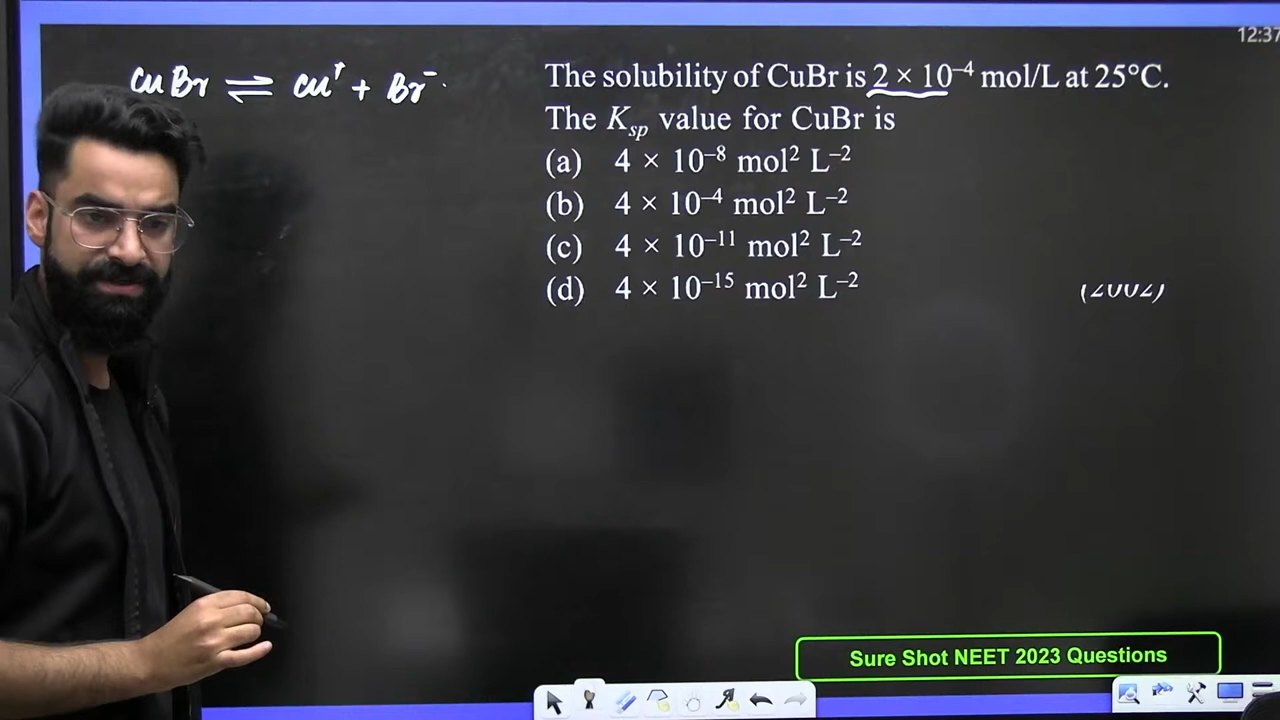 12:37
CuBr ⇌ Cu⁺ + Br⁻
The solubility of CuBr is 2 × 10⁻⁴ mol/L at 25°C.
The Kₛₚ value for CuBr is
(a) 4 × 10⁻⁸ mol² L⁻²
(b) 4 × 10⁻⁴ mol² L⁻²
(c) 4 × 10⁻¹¹ mol² L⁻²
(d) 4 × 10⁻¹⁵ mol² L⁻²
(2002)
Sure Shot NEET 2023 Questions